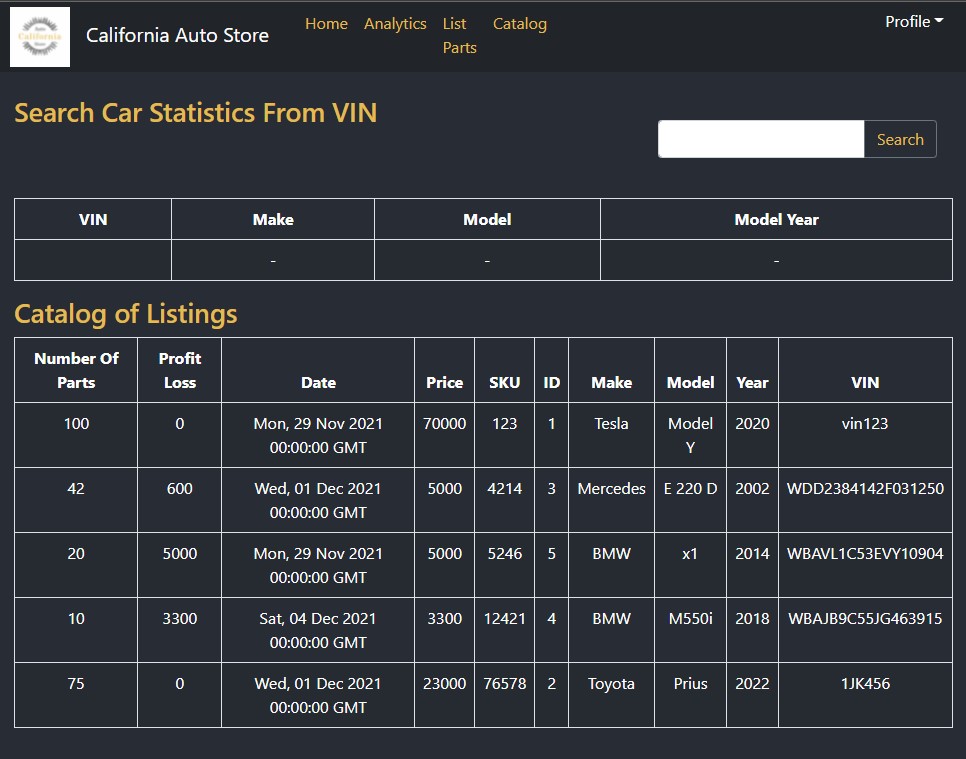 California
California Auto Store
Home Analytics List Parts Catalog
Profile
Search Car Statistics From VIN
Search
VIN Make Model Model Year
- - -
Catalog of Listings
Number Of Parts Profit Loss Date Price SKU ID Make Model Year VIN
100 0 Mon, 29 Nov 2021 00:00:00 GMT 70000 123 1 Tesla Model Y 2020 vin123
42 600 Wed, 01 Dec 2021 00:00:00 GMT 5000 4214 3 Mercedes E 220 D 2002 WDD2384142F031250
20 5000 Mon, 29 Nov 2021 00:00:00 GMT 5000 5246 5 BMW x1 2014 WBAVL1C53EVY10904
10 3300 Sat, 04 Dec 2021 00:00:00 GMT 3300 12421 4 BMW M550i 2018 WBAJB9C55JG463915
75 0 Wed, 01 Dec 2021 00:00:00 GMT 23000 76578 2 Toyota Prius 2022 1JK456